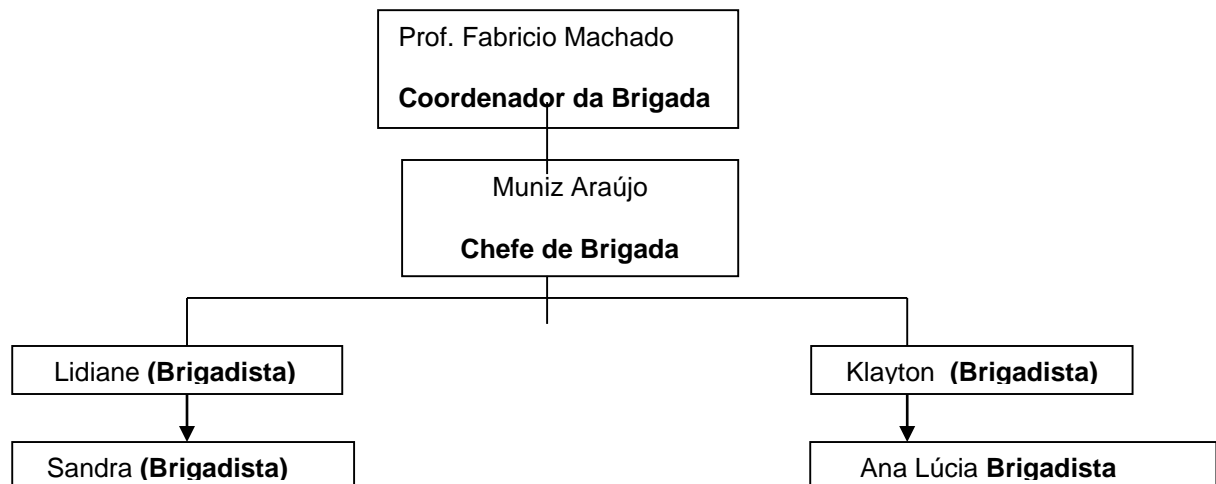 Prof. Fabricio Machado
Coordenador da Brigada
Muniz Araújo
Chefe de Brigada
Lidiane (Brigadista)
Klayton (Brigadista)
Sandra (Brigadista)
Ana Lúcia Brigadista